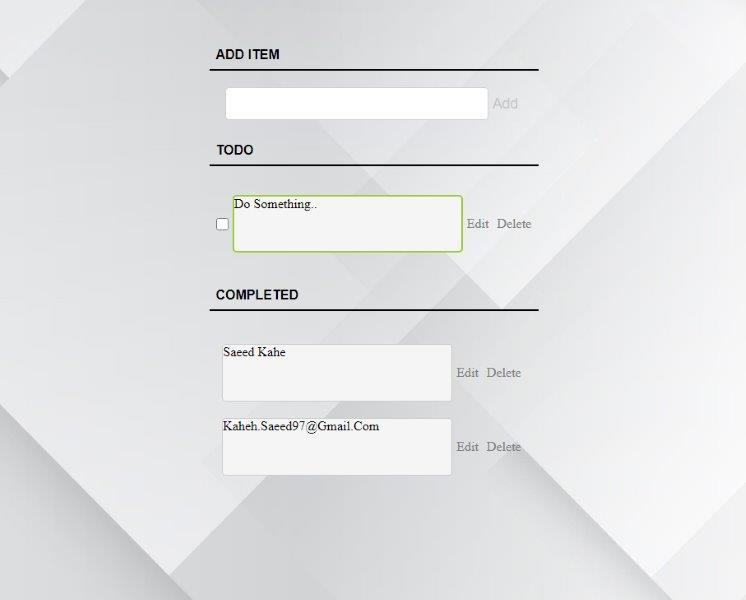 ADD ITEM
Add
TODO
Do Something..
Edit Delete
COMPLETED
Saeed Kahe
Edit Delete
Kaheh.Saeed97@Gmail.Com
Edit Delete